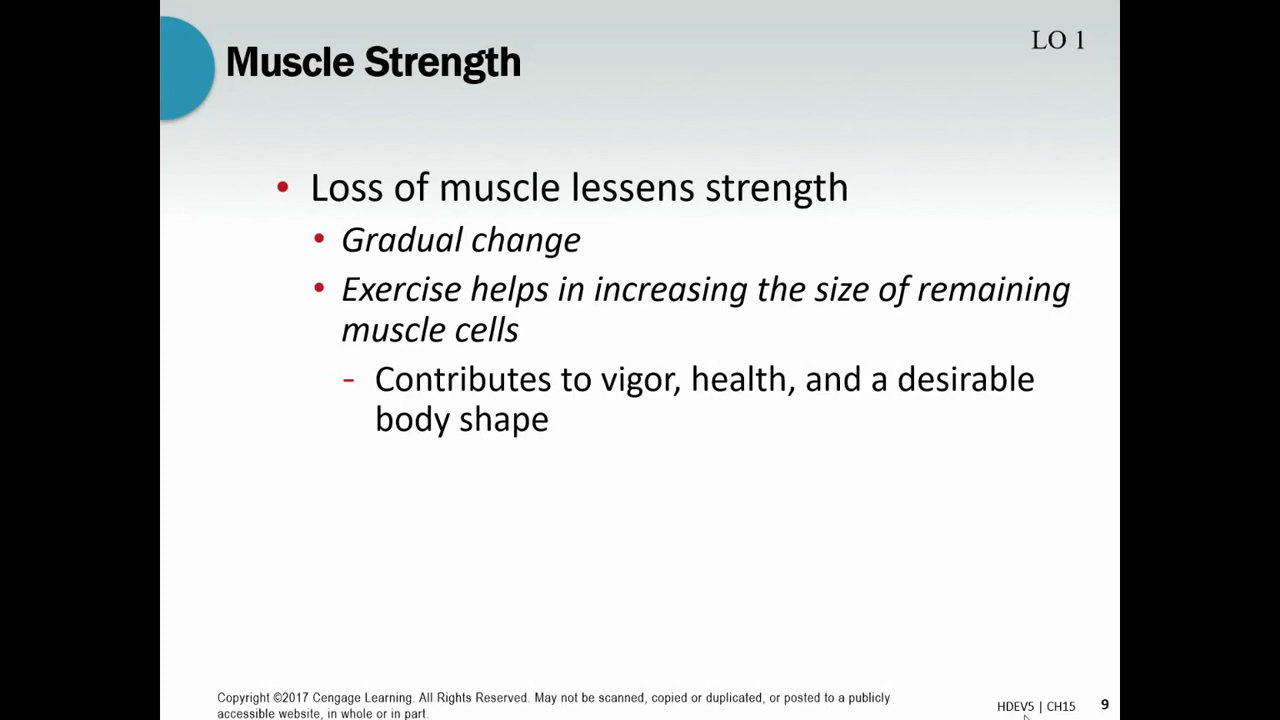 LO 1
Muscle Strength
• Loss of muscle lessens strength
• Gradual change
• Exercise helps in increasing the size of remaining
muscle cells
- Contributes to vigor, health, and a desirable
body shape
Copyright ©2017 Cengage Learning. All Rights Reserved. May not be scanned, copied or duplicated, or posted to a publicly
accessible website, in whole or in part.
HDEV5 | CH15
9